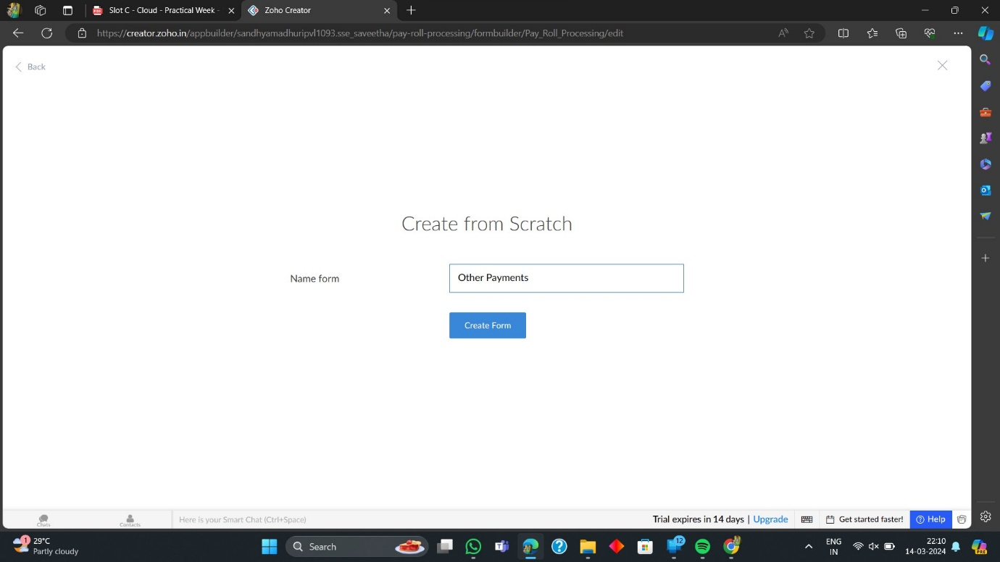 Slot C - Cloud - Practical Week -
Zoho Creator
https://creator.zoho.in/appbuilder/sandhyamadhuripvl1093.sse_saveetha/pay-roll-processing/formbuilder/Pay_Roll_Processing/edit
Back
Create from Scratch
Name form
Other Payments
Create Form
Chats
Contacts
Here is your Smart Chat (Ctrl+Space)
Trial expires in 14 days | Upgrade
Get started faster!
Help
1
29°C
Partly cloudy
Search
12
ENG
IN
22:10
14-03-2024
PRE